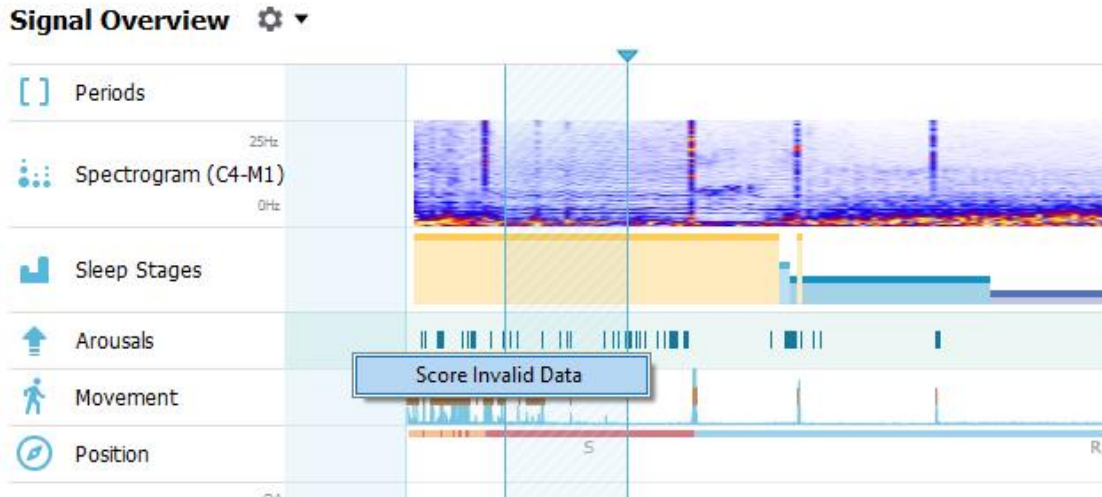 Signal Overview
Periods
25Hz
Spectrogram (C4-M1)
0Hz
Sleep Stages
Arousals
Score Invalid Data
Movement
Position
S
R